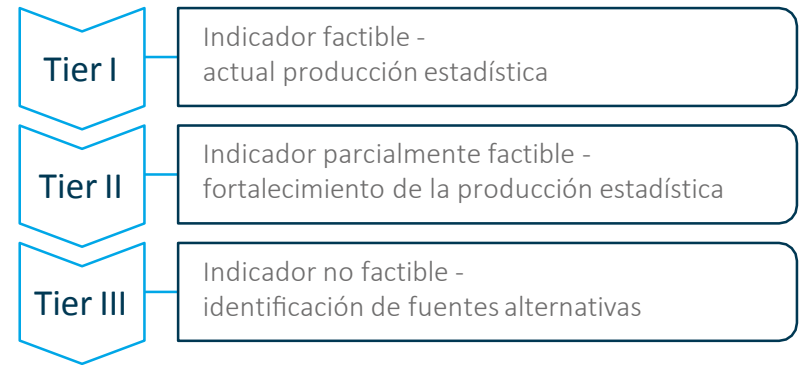 Tier I
Indicador factible -
actual producción estadística
Tier II
Indicador parcialmente factible -
fortalecimiento de la producción estadística
Tier III
Indicador no factible -
identificación de fuentes alternativas